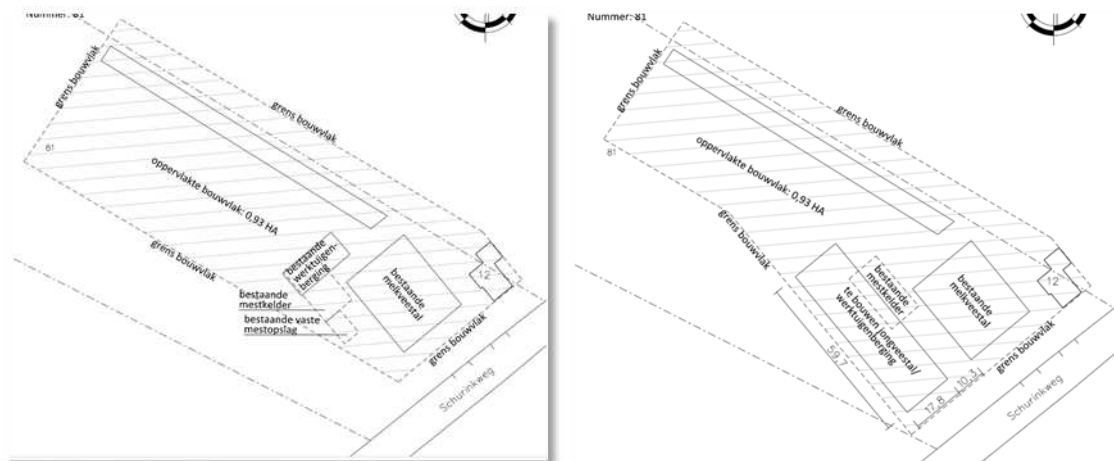 Nummer: 81
grens bouwvlak
grens bouwvlak
81
oppervlakte bouwvlak: 0,93 HA
grens bouwvlak
bestaande
werktuigen-
berging
bestaande
mestkelder
bestaande vaste
mestopslag
bestaande
melkveestal
12
grens bouwvlak
Schurinkweg
Nummer: 81
grens bouwvlak
grens bouwvlak
81
oppervlakte bouwvlak: 0,93 HA
grens bouwvlak
bestaande
mestkelder
te bouwen jongveestal/
werktuigenberging
bestaande
melkveestal
12
59,7
17,8
10,3
grens bouwvlak
Schurinkweg